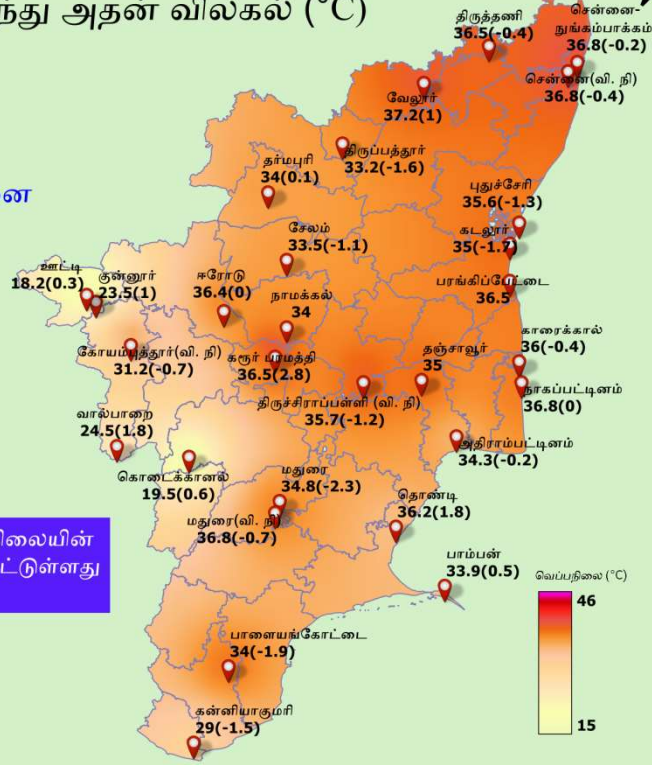 ந்து அதன் விலகல் (°C)
திருத்தணி
36.5(-0.4)
சென்னை-
நுங்கம்பாக்கம்
36.8(-0.2)
சென்னை(வி. நி)
36.8(-0.4)
வேலூர்
37.2(1)
திருப்பத்தூர்
33.2(-1.6)
தர்மபுரி
34(0.1)
புதுச்சேரி
35.6(-1.3)
சேலம்
33.5(-1.1)
கடலூர்
35(-1.7)
ஊட்டி
18.2(0.3)
குன்னூர்
23.5(1)
ஈரோடு
36.4(0)
நாமக்கல்
34
பரங்கிப்பேட்டை
36.5
காரைக்கால்
36(-0.4)
கோயம்புத்தூர்(வி. நி)
31.2(-0.7)
கரூர் பரமத்தி
36.5(2.8)
தஞ்சாவூர்
35
நாகப்பட்டினம்
36.8(0)
திருச்சிராப்பள்ளி (வி. நி)
35.7(-1.2)
வால்பாறை
24.5(1.8)
அதிராம்பட்டினம்
34.3(-0.2)
கொடைக்கானல்
19.5(0.6)
மதுரை
34.8(-2.3)
தொண்டி
36.2(1.8)
மதுரை(வி. நி)
36.8(-0.7)
பாம்பன்
33.9(0.5)
நிலையின்
ட்டுள்ளது
வெப்பநிலை (°C)
46
15
பாளையங்கோட்டை
34(-1.9)
கன்னியாகுமரி
29(-1.5)